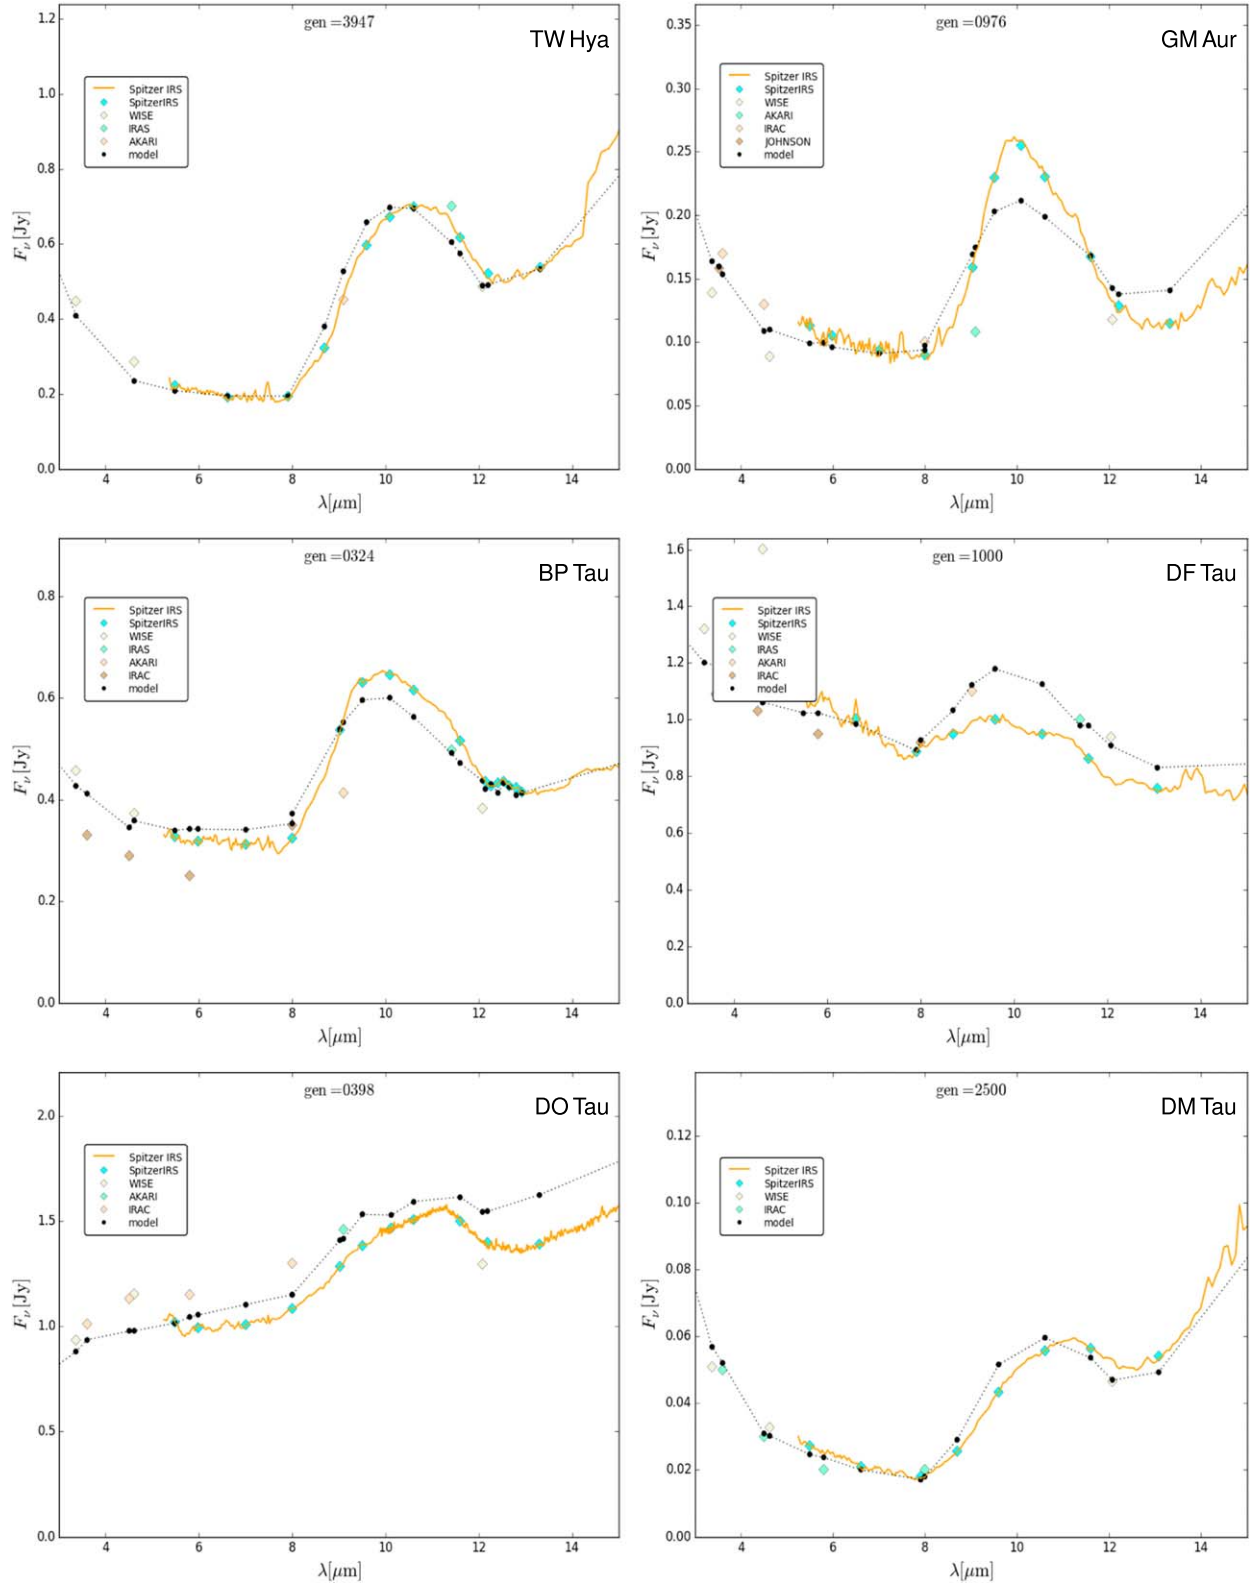 gen = 3947
TW Hya
1.2
1.0
0.8
0.6
0.4
0.2
0.0
Fν [Jy]
Spitzer IRS
SpitzerIRS
WISE
IRAS
AKARI
model
4 6 8 10 12 14
λ[μm]
gen = 0976
GM Aur
0.35
0.30
0.25
0.20
0.15
0.10
0.05
0.00
Fν [Jy]
Spitzer IRS
SpitzerIRS
WISE
AKARI
IRAC
JOHNSON
model
4 6 8 10 12 14
λ[μm]
gen = 0324
BP Tau
0.8
0.6
0.4
0.2
0.0
Fν [Jy]
Spitzer IRS
SpitzerIRS
WISE
IRAS
AKARI
IRAC
model
4 6 8 10 12 14
λ[μm]
gen = 1000
DF Tau
1.6
1.4
1.2
1.0
0.8
0.6
0.4
0.2
0.0
Fν [Jy]
Spitzer IRS
SpitzerIRS
WISE
IRAS
AKARI
IRAC
model
4 6 8 10 12 14
λ[μm]
gen = 0398
DO Tau
2.0
1.5
1.0
0.5
0.0
Fν [Jy]
Spitzer IRS
SpitzerIRS
WISE
AKARI
IRAC
model
4 6 8 10 12 14
λ[μm]
gen = 2500
DM Tau
0.12
0.10
0.08
0.06
0.04
0.02
0.00
Fν [Jy]
Spitzer IRS
SpitzerIRS
WISE
IRAC
model
4 6 8 10 12 14
λ[μm]